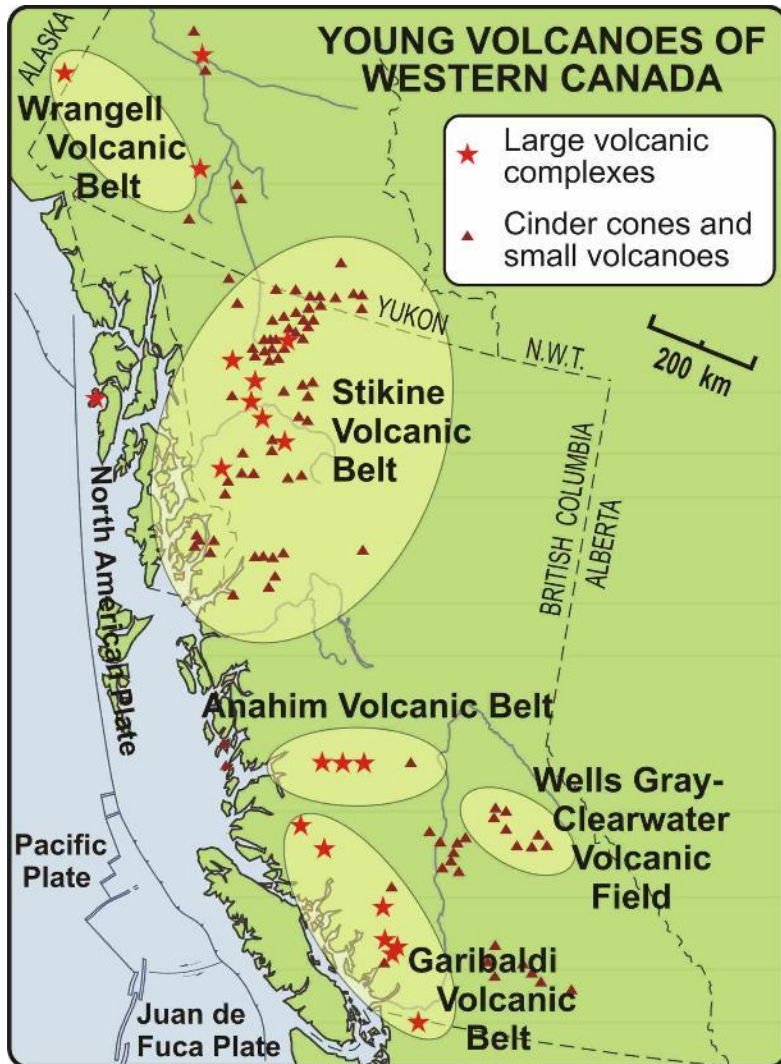 YOUNG VOLCANOES OF
WESTERN CANADA
ALASKA
Wrangell
Volcanic
Belt
Large volcanic
complexes
Cinder cones and
small volcanoes
YUKON
N.W.T.
200 km
Stikine
Volcanic
Belt
North American Plate
BRITISH COLUMBIA
ALBERTA
Anahim Volcanic Belt
Wells Gray-
Clearwater
Volcanic
Field
Pacific
Plate
Garibaldi
Volcanic
Belt
Juan de
Fuca Plate